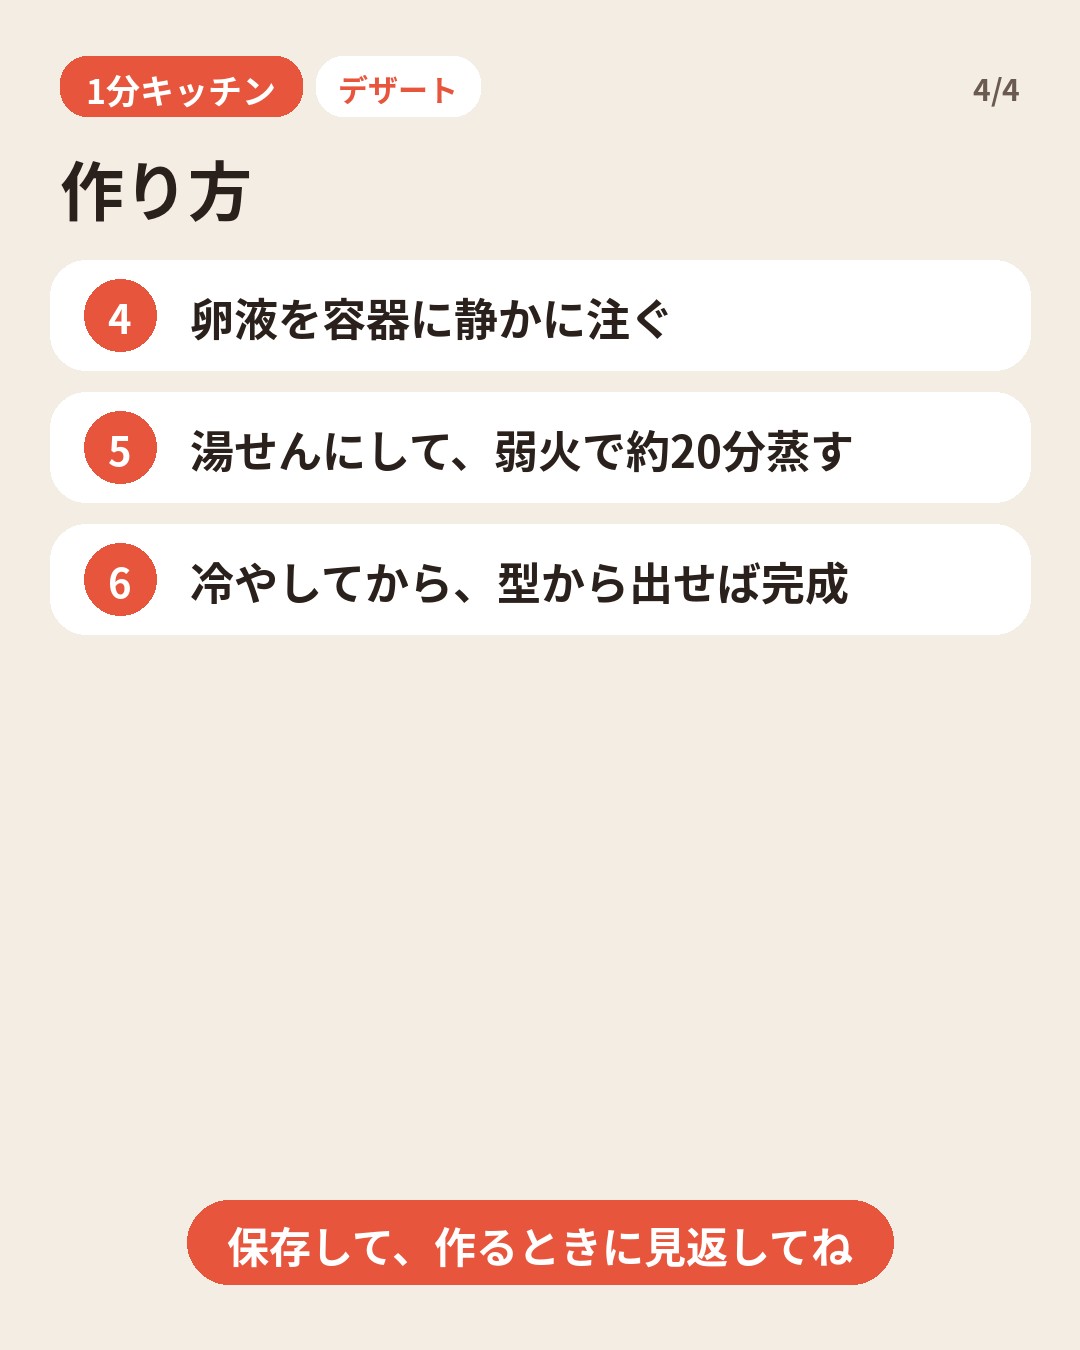 1分キッチン デザート 4/4
作り方
4 卵液を容器に静かに注ぐ
5 湯せんにして、弱火で約20分蒸す
6 冷やしてから、型から出せば完成
保存して、作るときに見返してね